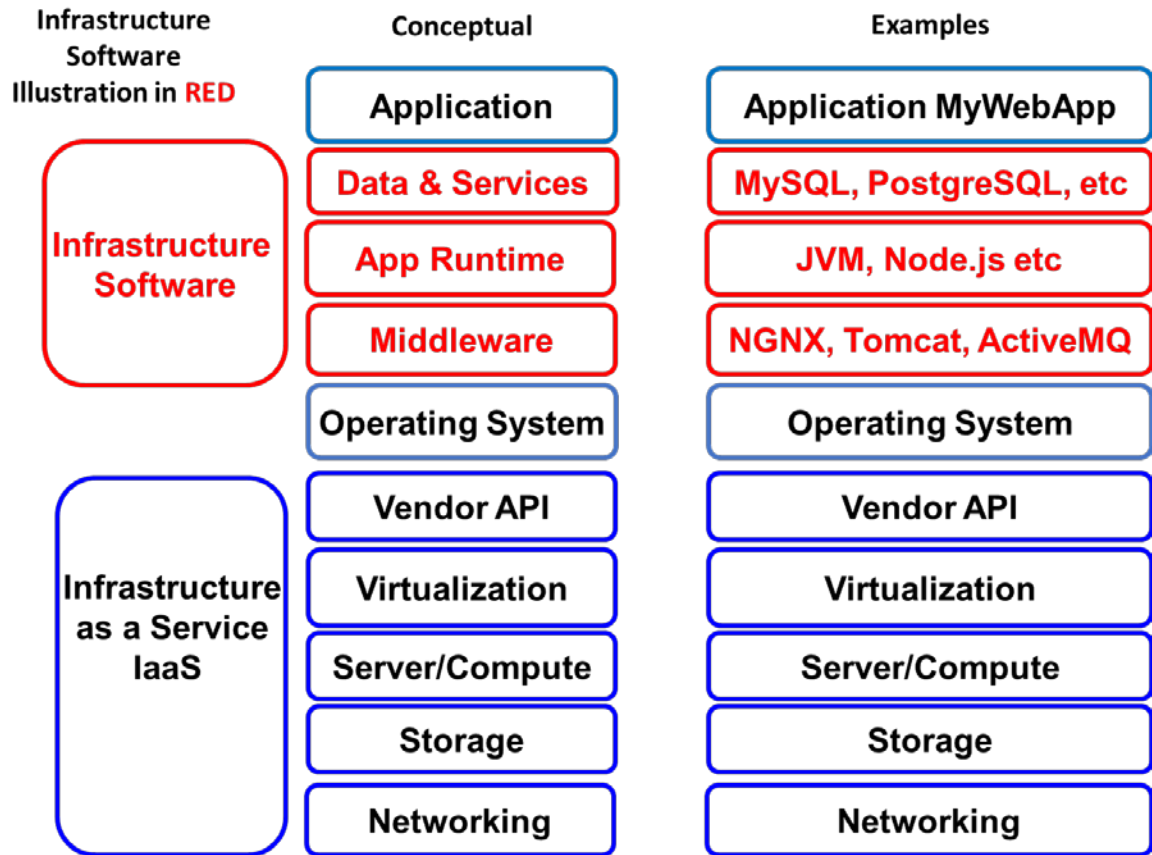 Infrastructure
Software
Illustration in RED
Conceptual
Examples
Application
Application MyWebApp
Infrastructure
Software
Data & Services
MySQL, PostgreSQL, etc
App Runtime
JVM, Node.js etc
Middleware
NGNX, Tomcat, ActiveMQ
Operating System
Operating System
Infrastructure
as a Service
IaaS
Vendor API
Vendor API
Virtualization
Virtualization
Server/Compute
Server/Compute
Storage
Storage
Networking
Networking